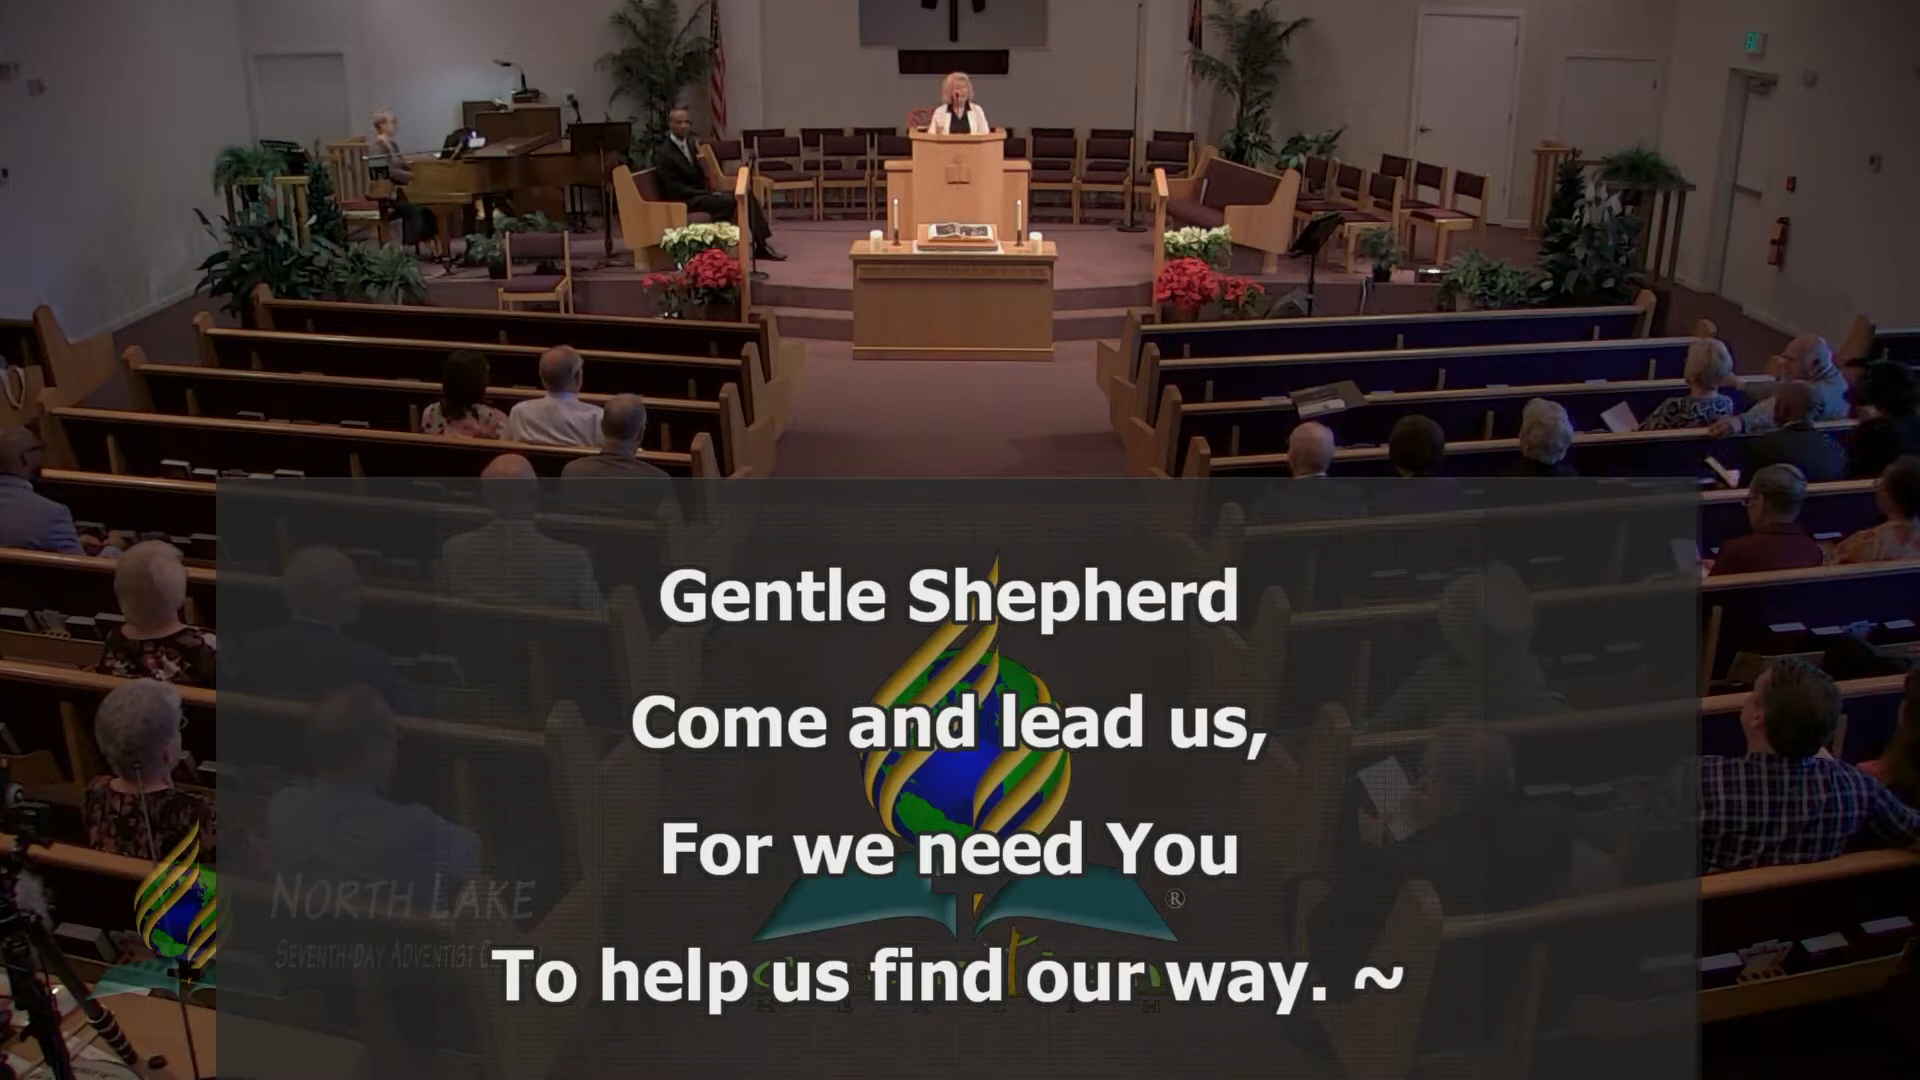 Gentle Shepherd
Come and lead us,
For we need You
To help us find our way. ~
®
NORTH LAKE
SEVENTH-DAY ADVENTIST